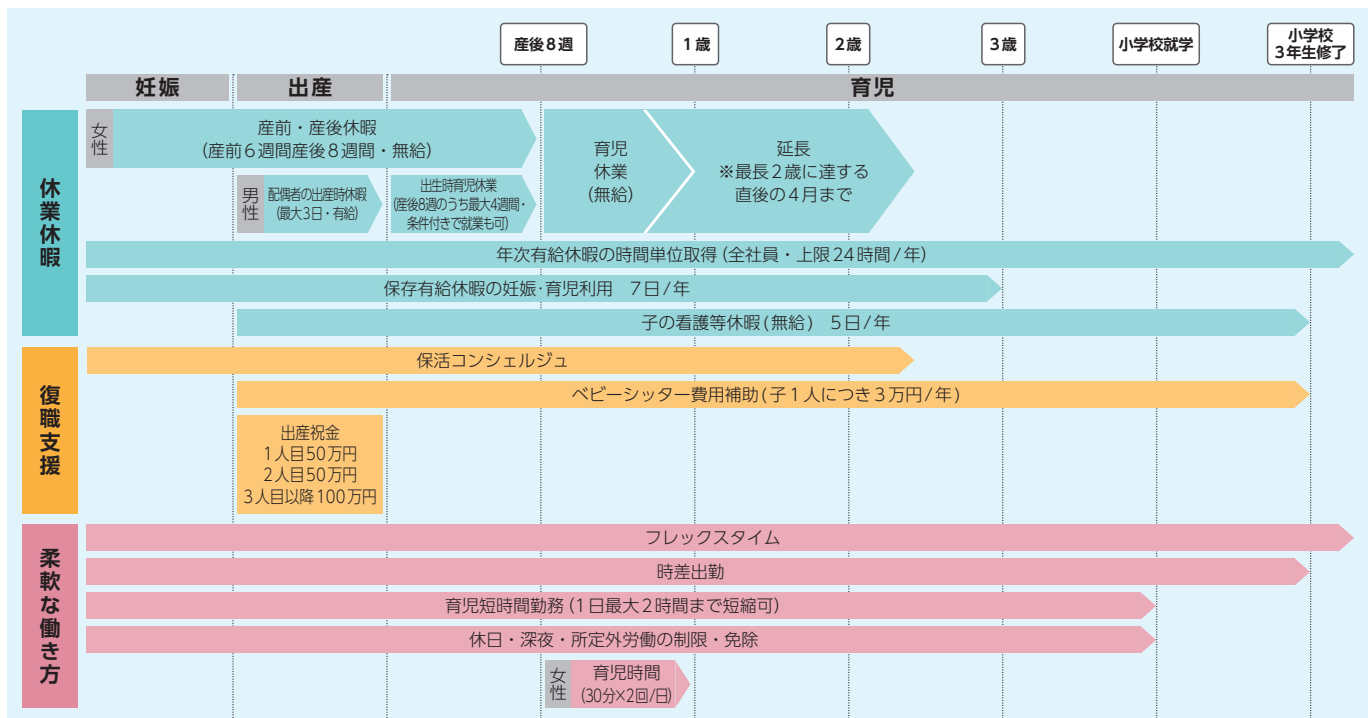 産後8週
1歳
2歳
3歳
小学校就学
小学校
3年生修了
妊娠
出産
育児
休業休暇
女性
産前・産後休暇
(産前6週間産後8週間・無給)
男性
配偶者の出産時休暇
(最大3日・有給)
出生時育児休業
(産後8週のうち最大4週間・
条件付きで就業も可)
育児
休業
(無給)
延長
※最長2歳に達する
直後の4月まで
年次有給休暇の時間単位取得(全社員・上限24時間/年)
保存有給休暇の妊娠・育児利用 7日/年
子の看護等休暇(無給) 5日/年
復職支援
保活コンシェルジュ
ベビーシッター費用補助(子1人につき3万円/年)
出産祝金
1人目50万円
2人目50万円
3人目以降100万円
柔軟な働き方
フレックスタイム
時差出勤
育児短時間勤務(1日最大2時間まで短縮可)
休日・深夜・所定外労働の制限・免除
女性
育児時間
(30分×2回/日)